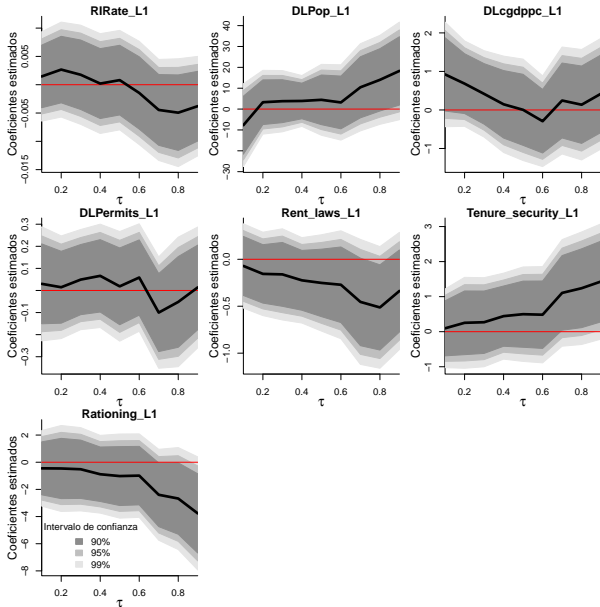 RIRate_L1
Coeficientes estimados
0.005
-0.005
-0.015
0.2 0.4 0.6 0.8
τ
DLPop_L1
Coeficientes estimados
40
20
10
0
-10
-30
0.2 0.4 0.6 0.8
τ
DLcgdppc_L1
Coeficientes estimados
2
1
0
-1
0.2 0.4 0.6 0.8
τ
DLPermits_L1
Coeficientes estimados
0.3
0.1
-0.1
-0.3
0.2 0.4 0.6 0.8
τ
Rent_laws_L1
Coeficientes estimados
0.0
-0.5
-1.0
0.2 0.4 0.6 0.8
τ
Tenure_security_L1
Coeficientes estimados
3
2
1
0
-1
0.2 0.4 0.6 0.8
τ
Rationing_L1
Coeficientes estimados
2
0
-2
-4
-6
-8
Intervalo de confianza
90%
95%
99%
0.2 0.4 0.6 0.8
τ